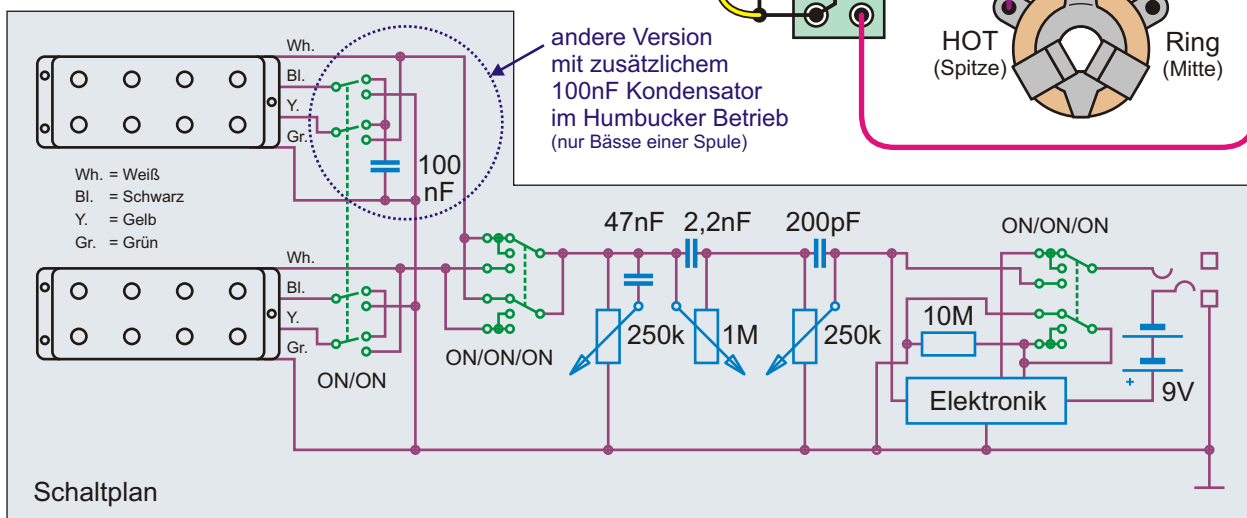 HOT
(Spitze)
Ring
(Mitte)
andere Version
mit zusätzlichem
100nF Kondensator
im Humbucker Betrieb
(nur Bässe einer Spule)
Wh.
Bl.
Y.
Gr.
100
nF
Wh. = Weiß
Bl. = Schwarz
Y. = Gelb
Gr. = Grün
Wh.
Bl.
Y.
Gr.
ON/ON
ON/ON/ON
47nF
2,2nF
200pF
250k
1M
250k
ON/ON/ON
10M
Elektronik
+
9V
Schaltplan